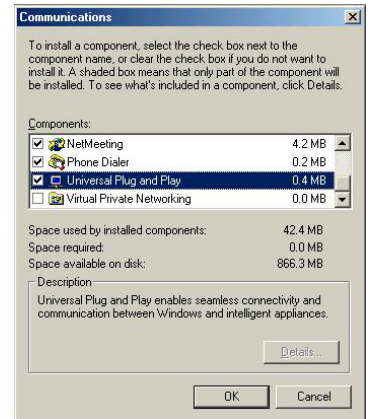 Communications
To install a component, select the check box next to the
component name, or clear the check box if you do not want to
install it. A shaded box means that only part of the component will
be installed. To see what's included in a component, click Details.
Components:
NetMeeting 4.2 MB
Phone Dialer 0.2 MB
Universal Plug and Play 0.4 MB
Virtual Private Networking 0.0 MB
Space used by installed components: 42.4 MB
Space required: 0.0 MB
Space available on disk: 866.3 MB
Description
Universal Plug and Play enables seamless connectivity and
communication between Windows and intelligent appliances.
Details...
OK Cancel